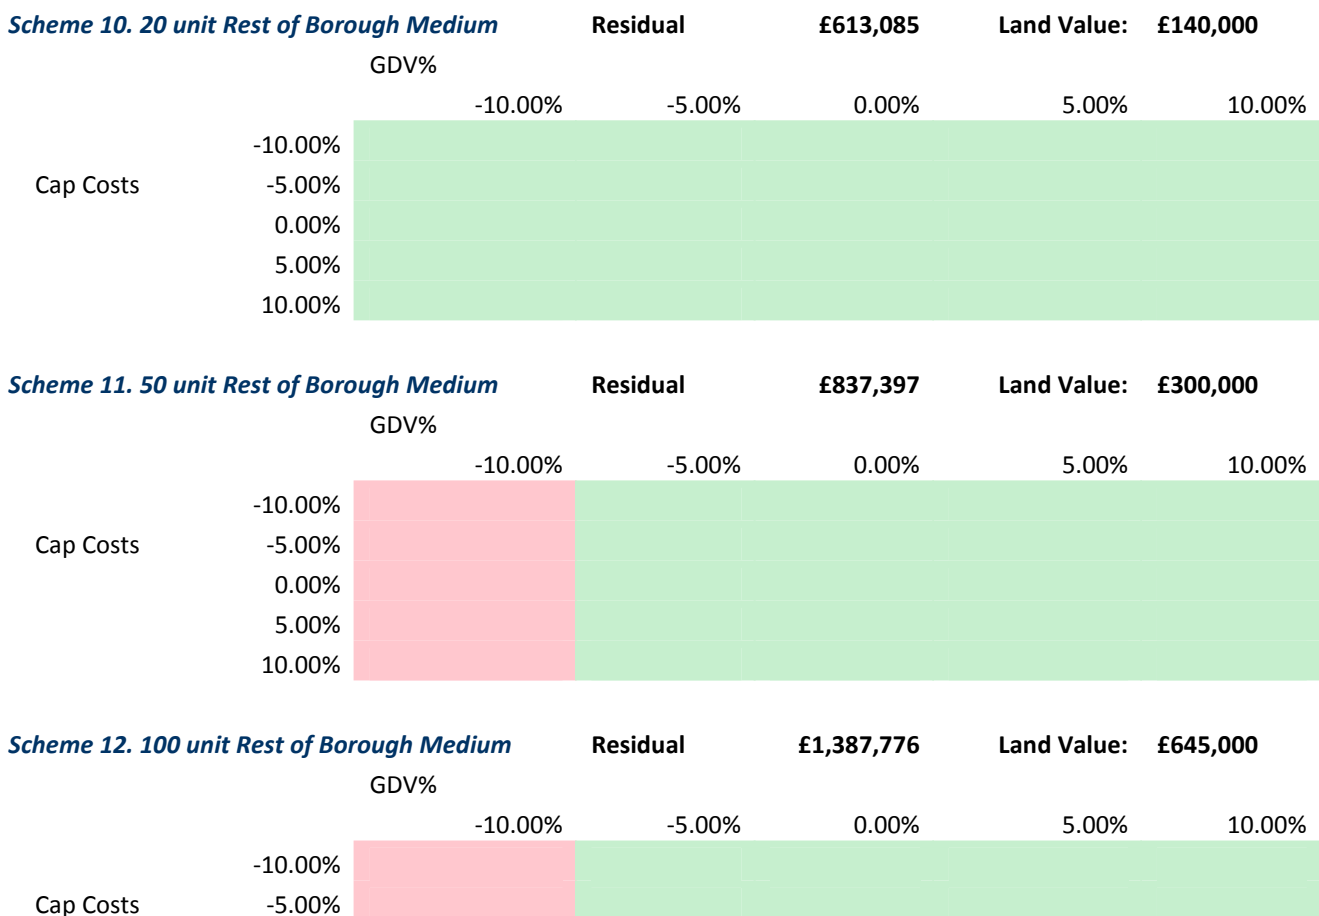 Scheme 10. 20 unit Rest of Borough Medium Residual £613,085 Land Value: £140,000
GDV%
-10.00% -5.00% 0.00% 5.00% 10.00%
-10.00%
Cap Costs -5.00%
0.00%
5.00%
10.00%
Scheme 11. 50 unit Rest of Borough Medium Residual £837,397 Land Value: £300,000
GDV%
-10.00% -5.00% 0.00% 5.00% 10.00%
-10.00%
Cap Costs -5.00%
0.00%
5.00%
10.00%
Scheme 12. 100 unit Rest of Borough Medium Residual £1,387,776 Land Value: £645,000
GDV%
-10.00% -5.00% 0.00% 5.00% 10.00%
-10.00%
Cap Costs -5.00%